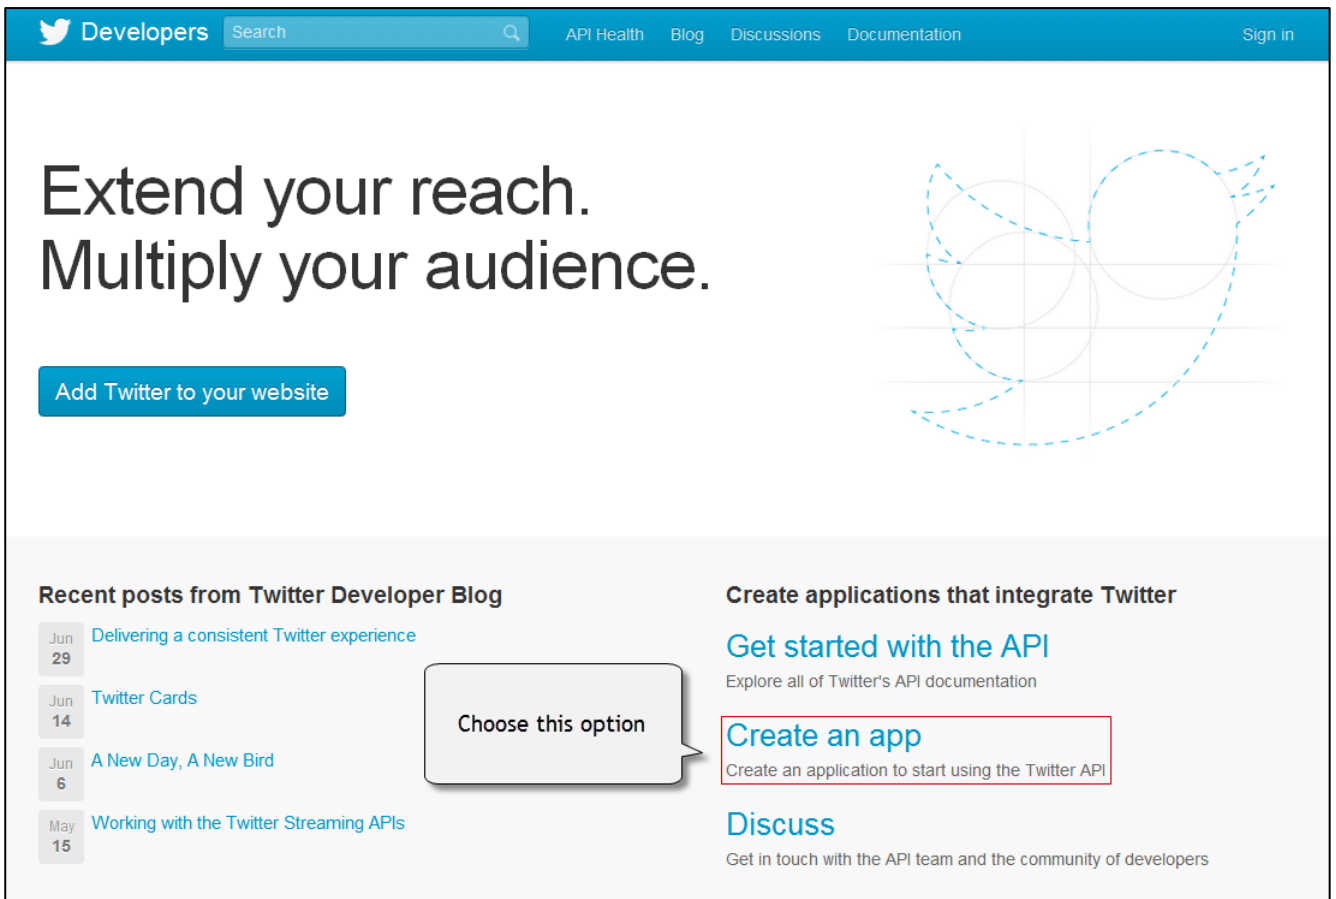 Developers
Search
API Health
Blog
Discussions
Documentation
Sign in
Extend your reach.
Multiply your audience.
Add Twitter to your website
Recent posts from Twitter Developer Blog
Jun
29
Delivering a consistent Twitter experience
Jun
14
Twitter Cards
Jun
6
A New Day, A New Bird
May
15
Working with the Twitter Streaming APIs
Choose this option
Create applications that integrate Twitter
Get started with the API
Explore all of Twitter's API documentation
Create an app
Create an application to start using the Twitter API
Discuss
Get in touch with the API team and the community of developers